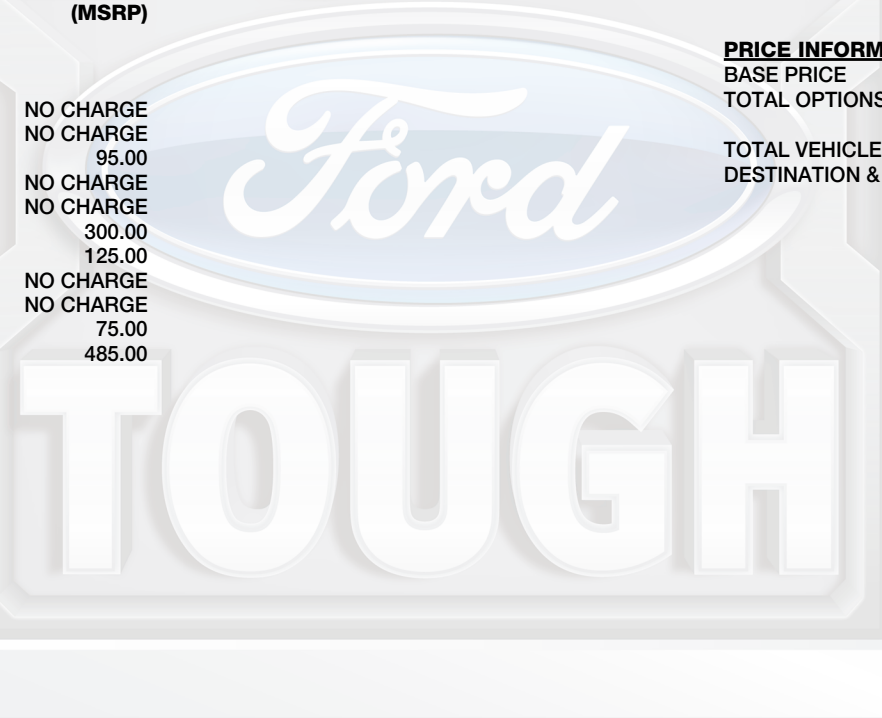 (MSRP)
NO CHARGE
NO CHARGE
95.00
NO CHARGE
NO CHARGE
300.00
125.00
NO CHARGE
NO CHARGE
75.00
485.00
PRICE INFORM
BASE PRICE
TOTAL OPTIONS
TOTAL VEHICLE
DESTINATION &
Ford
TOUGH